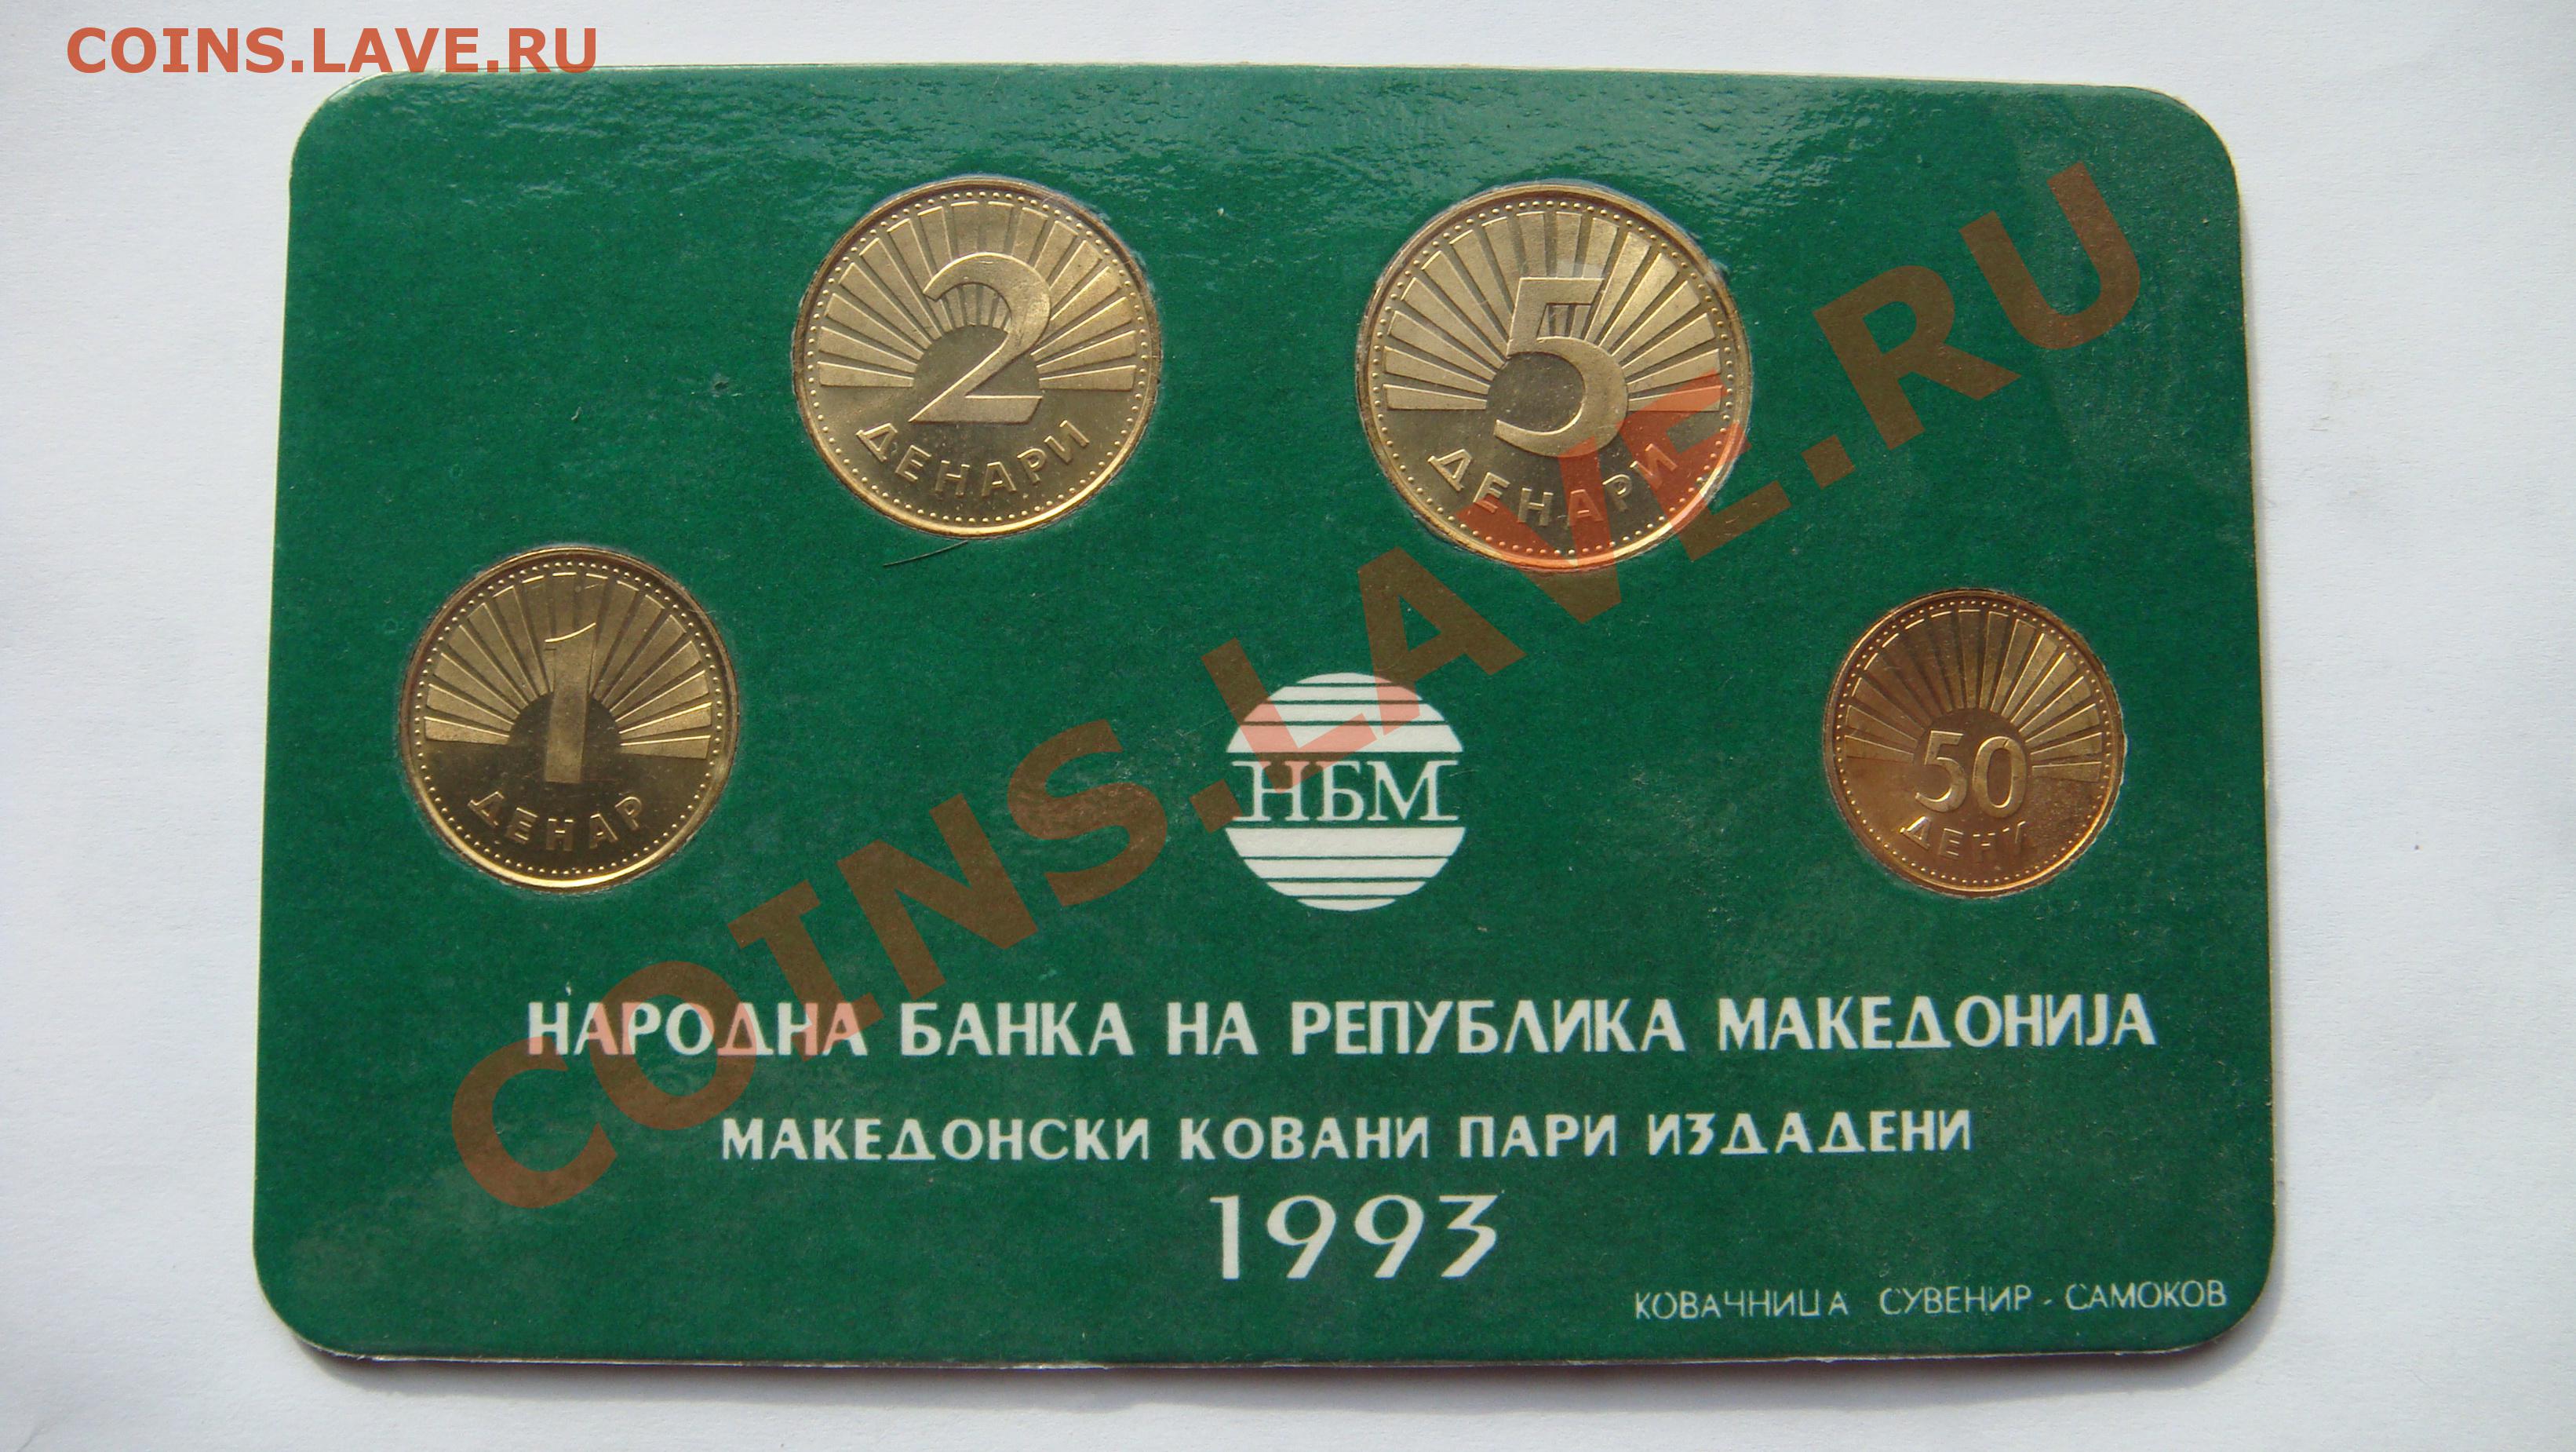 COINS.LAVE.RU
2
ДЕНАРИ
5
ДЕНАРИ
1
ДЕНАР
50
ДЕНИ
НБМ
COINS.LAVE.RU
НАРОДНА БАНКА НА РЕПУБЛИКА МАКЕДОНИЈА
МАКЕДОНСКИ КОВАНИ ПАРИ ИЗДАДЕНИ
1993
КОВАЧНИЦА СУВЕНИР - САМОКОВ